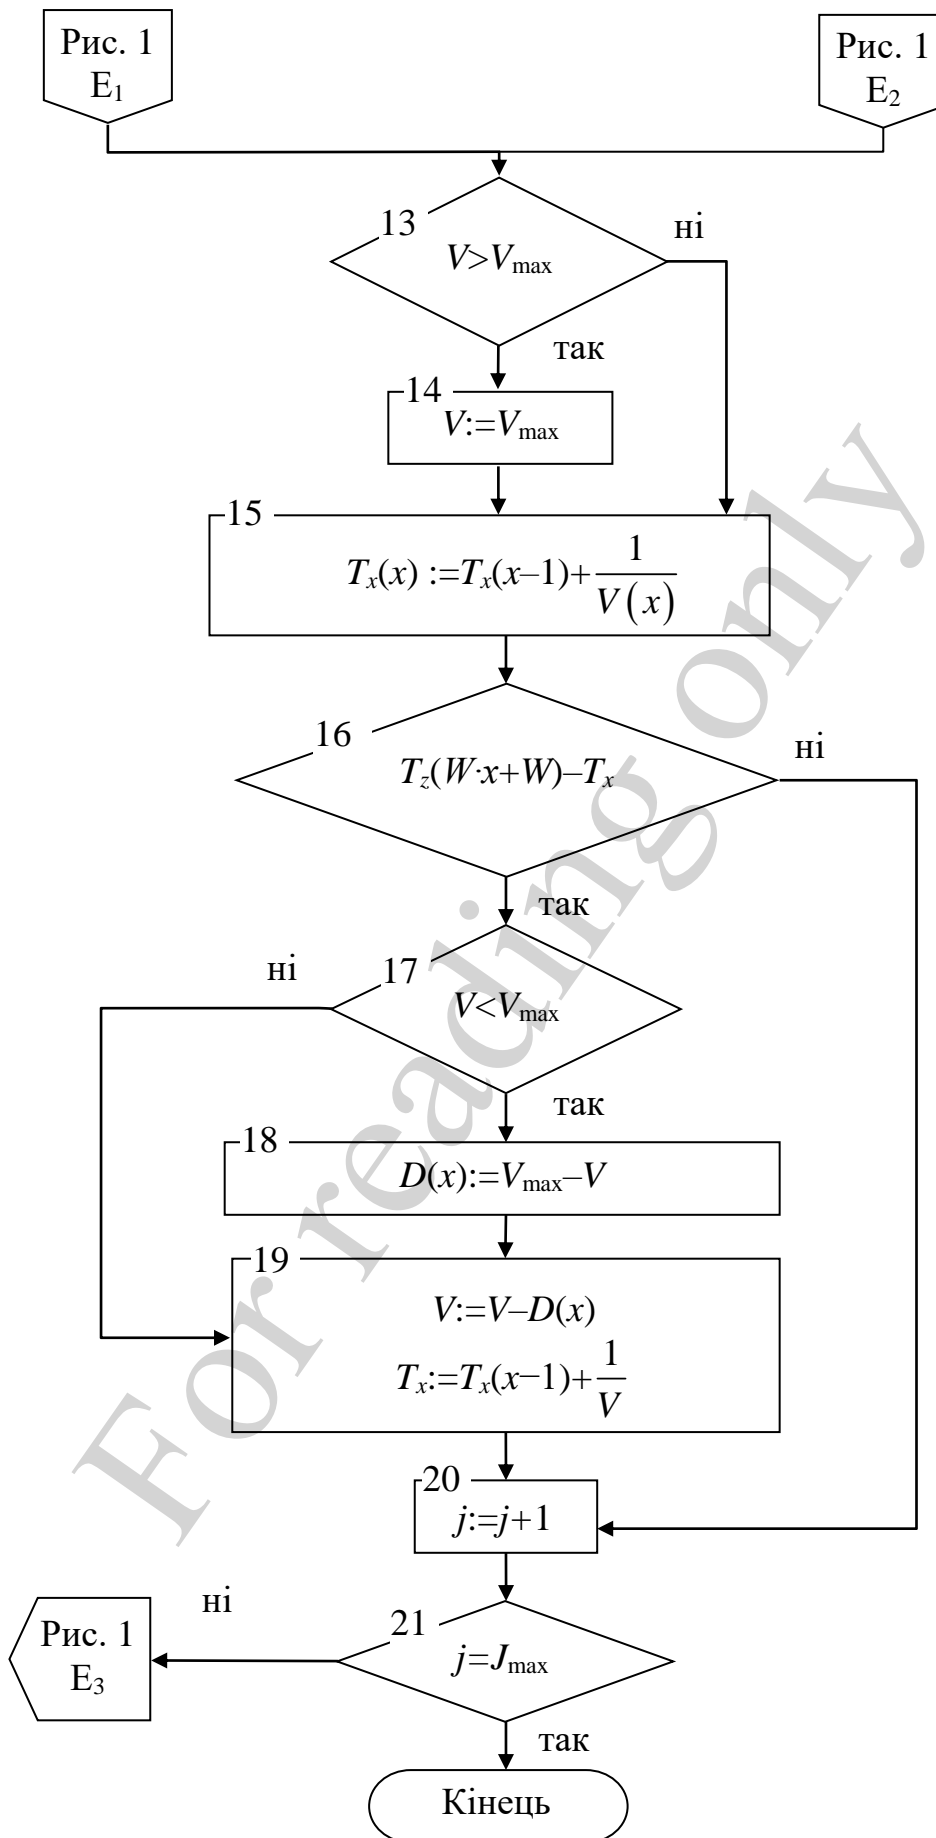 Рис. 1
E₁
Рис. 1
E₂
13
V>Vmax
ні
так
14
V:=Vmax
15
Tx(x) :=Tx(x–1)+1/V(x)
16
Tz(W·x+W)–Tx
ні
так
17
V<Vmax
ні
так
18
D(x):=Vmax–V
19
V:=V–D(x)
Tx:=Tx(x–1)+1/V
20
j:=j+1
21
j=Jmax
ні
Рис. 1
E₃
так
Кінець
For reading only